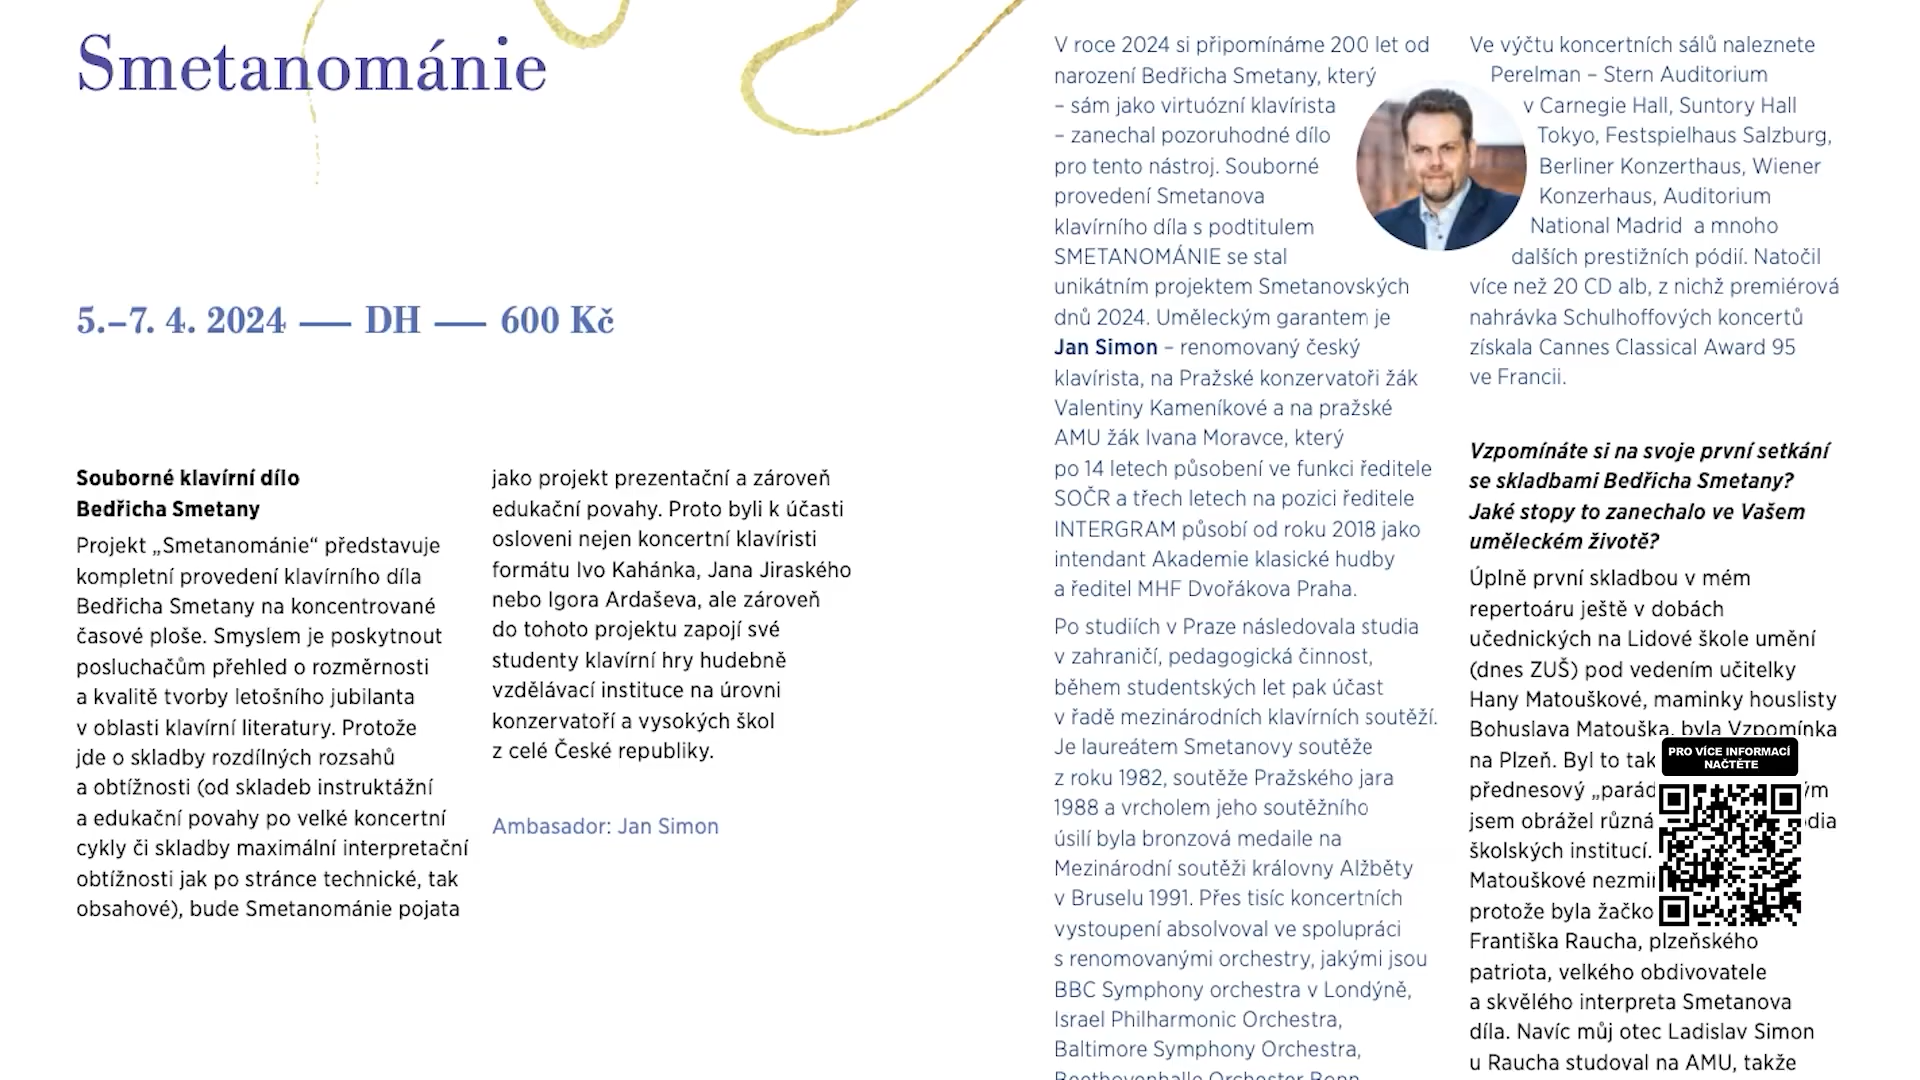 Smetanománie
5.–7. 4. 2024 — DH — 600 Kč
Souborné klavírní dílo
Bedřicha Smetany
Projekt „Smetanománie“ představuje
kompletní provedení klavírního díla
Bedřicha Smetany na koncentrované
časové ploše. Smyslem je poskytnout
posluchačům přehled o rozměrnosti
a kvalitě tvorby letošního jubilanta
v oblasti klavírní literatury. Protože
jde o skladby rozdílných rozsahů
a obtížnosti (od skladeb instruktážní
a edukační povahy po velké koncertní
cykly či skladby maximální interpretační
obtížnosti jak po stránce technické, tak
obsahové), bude Smetanománie pojata
jako projekt prezentační a zároveň
edukační povahy. Proto byli k účasti
osloveni nejen koncertní klavíristi
formátu Ivo Kahánka, Jana Jiraského
nebo Igora Ardaševa, ale zároveň
do tohoto projektu zapojí své
studenty klavírní hry hudebně
vzdělávací instituce na úrovni
konzervatoří a vysokých škol
z celé České republiky.
Ambasador: Jan Simon
V roce 2024 si připomínáme 200 let od
narození Bedřicha Smetany, který
– sám jako virtuózní klavírista
– zanechal pozoruhodné dílo
pro tento nástroj. Souborné
provedení Smetanova
klavírního díla s podtitulem
SMETANOMÁNIE se stal
unikátním projektem Smetanovských
dnů 2024. Uměleckým garantem je
Jan Simon – renomovaný český
klavírista, na Pražské konzervatoři žák
Valentiny Kameníkové a na pražské
AMU žák Ivana Moravce, který
po 14 letech působení ve funkci ředitele
SOČR a třech letech na pozici ředitele
INTERGRAM působí od roku 2018 jako
intendant Akademie klasické hudby
a ředitel MHF Dvořákova Praha.
Po studiích v Praze následovala studia
v zahraničí, pedagogická činnost,
během studentských let pak účast
v řadě mezinárodních klavírních soutěží.
Je laureátem Smetanovy soutěže
z roku 1982, soutěže Pražského jara
1988 a vrcholem jeho soutěžního
úsilí byla bronzová medaile na
Mezinárodní soutěži královny Alžběty
v Bruselu 1991. Přes tisíc koncertních
vystoupení absolvoval ve spolupráci
s renomovanými orchestry, jakými jsou
BBC Symphony orchestra v Londýně,
Israel Philharmonic Orchestra,
Baltimore Symphony Orchestra,
Beethovenhalle Orchester Bonn
Ve výčtu koncertních sálů naleznete
Perelman – Stern Auditorium
v Carnegie Hall, Suntory Hall
Tokyo, Festspielhaus Salzburg,
Berliner Konzerthaus, Wiener
Konzerhaus, Auditorium
National Madrid a mnoho
dalších prestižních pódií. Natočil
více než 20 CD alb, z nichž premiérová
nahrávka Schulhoffových koncertů
získala Cannes Classical Award 95
ve Francii.
Vzpomínáte si na svoje první setkání
se skladbami Bedřicha Smetany?
Jaké stopy to zanechalo ve Vašem
uměleckém životě?
Úplně první skladbou v mém
repertoáru ještě v dobách
učednických na Lidové škole umění
(dnes ZUŠ) pod vedením učitelky
Hany Matouškové, maminky houslisty
Bohuslava Matouška, byla Vzpomínka
na Plzeň. Byl to tak
přednesový
jsem obrážel různá
školských institucí.
Matouškové
protože byla
Františka Raucha, plzeňského
patriota, velkého obdivovatele
a skvělého interpreta Smetanova
díla. Navíc můj otec Ladislav Simon
u Raucha studoval na AMU, takže
PRO VÍCE INFORMACÍ
NAČTĚTE